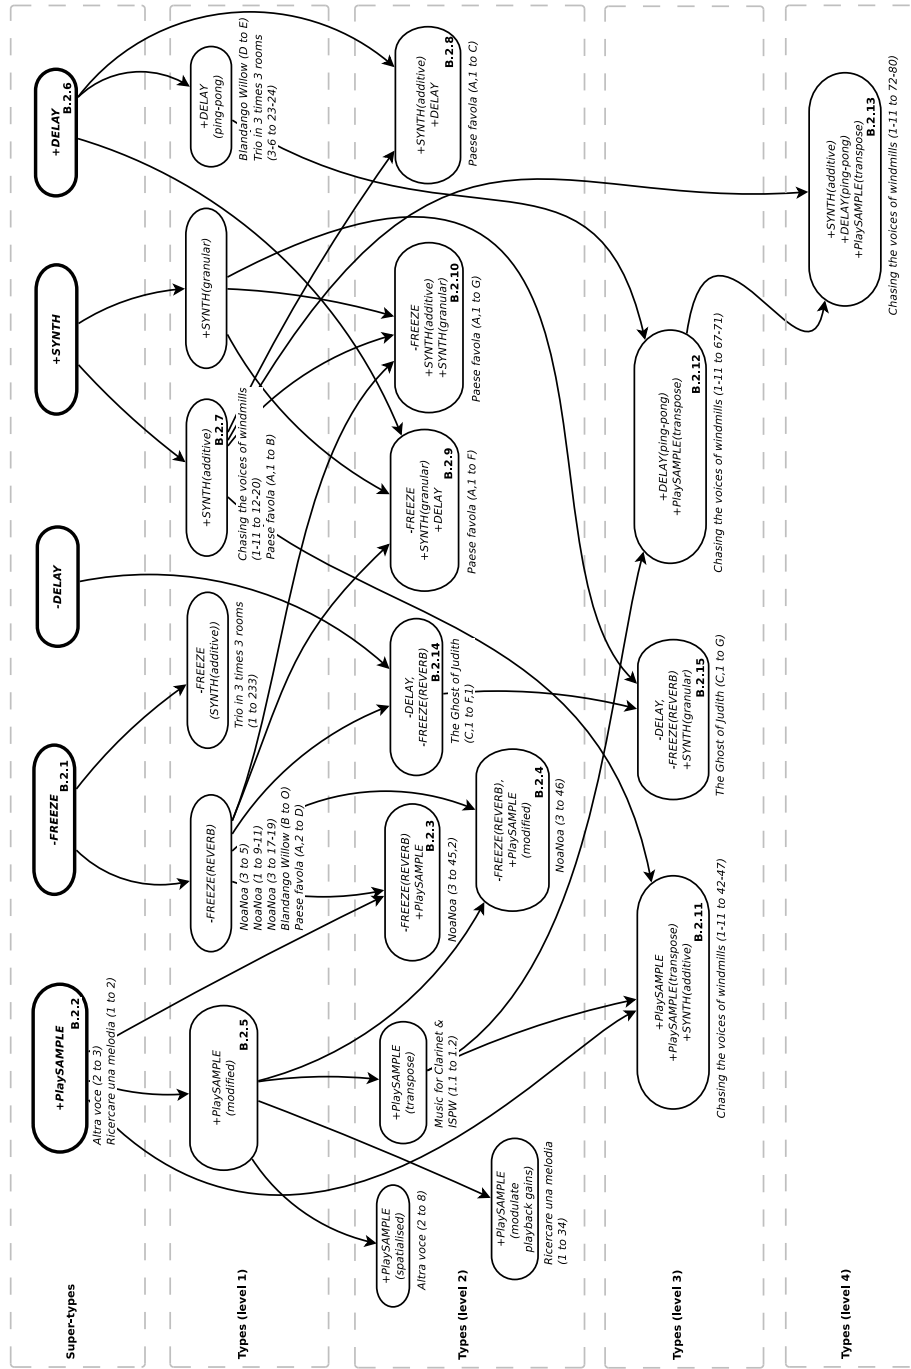 Super-types
+PlaySAMPLE
B.2.2
Altra voce (2 to 3)
Ricercare una melodia (1 to 2)
-FREEZE
B.2.1
-DELAY
+SYNTH
+DELAY
B.2.6
Types (level 1)
+PlaySAMPLE
(modified)
B.2.5
-FREEZE(REVERB)
NoaNoa (3 to 5)
NoaNoa (1 to 9-11)
NoaNoa (3 to 17-19)
Blandango Willow (B to O)
Paese favola (A,2 to D)
-FREEZE
(SYNTH(additive))
Trio in 3 times 3 rooms
(1 to 233)
+SYNTH(additive)
B.2.7
Chasing the voices of windmills
(1-11 to 12-20)
Paese favola (A,1 to B)
+SYNTH(granular)
+DELAY
(ping-pong)
Blandango Willow (D to E)
Trio in 3 times 3 rooms
(3-6 to 23-24)
Types (level 2)
+PlaySAMPLE
(spatialised)
Altra voce (2 to 8)
+PlaySAMPLE
(modulate
playback gains)
Ricercare una melodia
(1 to 34)
+PlaySAMPLE
(transpose)
Music for Clarinet &
ISPW (1.1 to 1.2)
-FREEZE(REVERB)
+PlaySAMPLE
B.2.3
NoaNoa (3 to 45,2)
-FREEZE(REVERB),
+PlaySAMPLE
(modified)
B.2.4
NoaNoa (3 to 46)
-DELAY,
-FREEZE(REVERB)
B.2.14
The Ghost of Judith
(C,1 to F,1)
-FREEZE
+SYNTH(granular)
+DELAY
B.2.9
Paese favola (A,1 to F)
-FREEZE
+SYNTH(additive)
+SYNTH(granular)
B.2.10
Paese favola (A,1 to G)
+SYNTH(additive)
+DELAY
B.2.8
Paese favola (A,1 to C)
Types (level 3)
+PlaySAMPLE
+PlaySAMPLE(transpose)
+SYNTH(additive)
B.2.11
Chasing the voices of windmills (1-11 to 42-47)
-DELAY,
-FREEZE(REVERB)
+SYNTH(granular)
B.2.15
The Ghost of Judith (C,1 to G)
+DELAY(ping-pong)
+PlaySAMPLE(transpose)
B.2.12
Chasing the voices of windmills (1-11 to 67-71)
Types (level 4)
+SYNTH(additive)
+DELAY(ping-pong)
+PlaySAMPLE(transpose)
B.2.13
Chasing the voices of windmills (1-11 to 72-80)